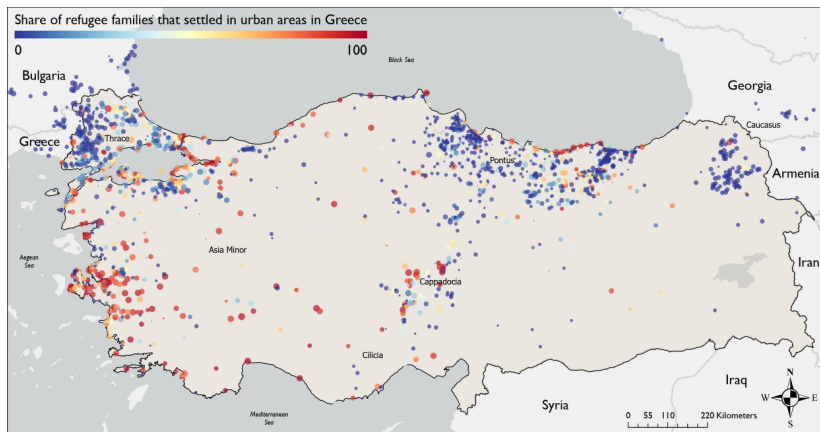 Share of refugee families that settled in urban areas in Greece
0 100
Black Sea
Bulgaria
Georgia
Caucasus
Thrace
Greece
Pontus
Armenia
Asia Minor
Aegean
Sea
Iran
Cappadocia
Cilicia
Iraq
Syria
Mediterranean
Sea
N
W E
S
0 55 110 220 Kilometers